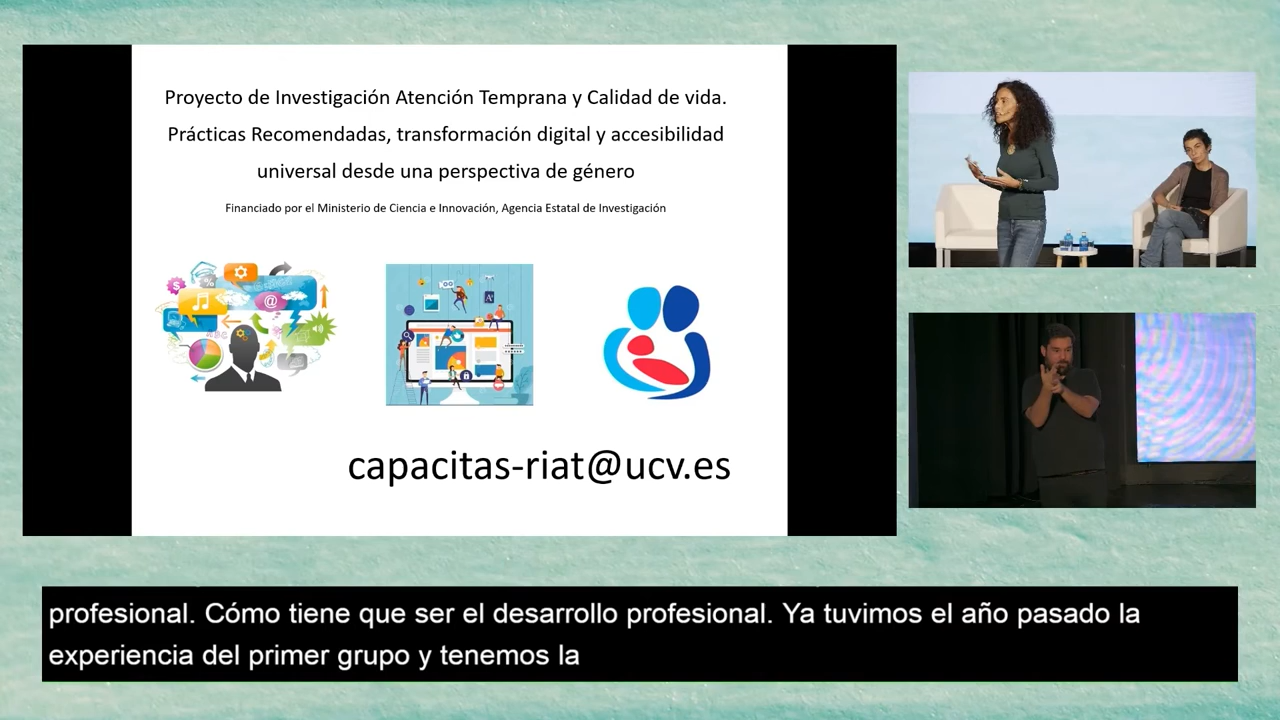 Proyecto de Investigación Atención Temprana y Calidad de vida.
Prácticas Recomendadas, transformación digital y accesibilidad
universal desde una perspectiva de género
Financiado por el Ministerio de Ciencia e Innovación, Agencia Estatal de Investigación
capacitas-riat@ucv.es
profesional. Cómo tiene que ser el desarrollo profesional. Ya tuvimos el año pasado la
experiencia del primer grupo y tenemos la